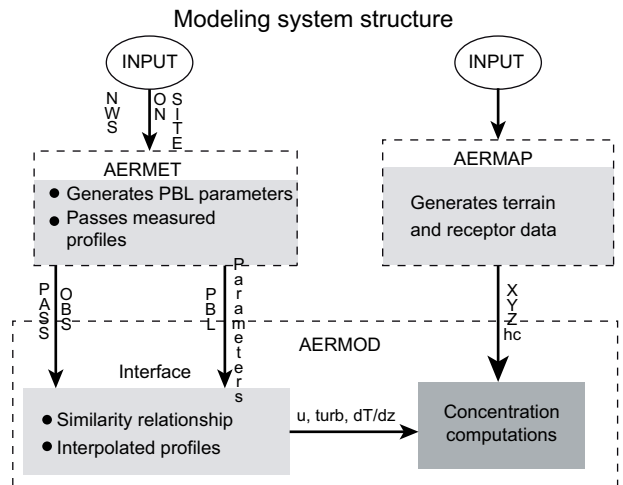 Modeling system structure
INPUT
INPUT
NWS
ON
SITE
AERMET
● Generates PBL parameters
● Passes measured
profiles
AERMAP
Generates terrain
and receptor data
PASS
OBS
PBL
Parameters
X
Y
Z
hc
AERMOD
Interface
● Similarity relationship
● Interpolated profiles
u, turb, dT/dz
Concentration
computations